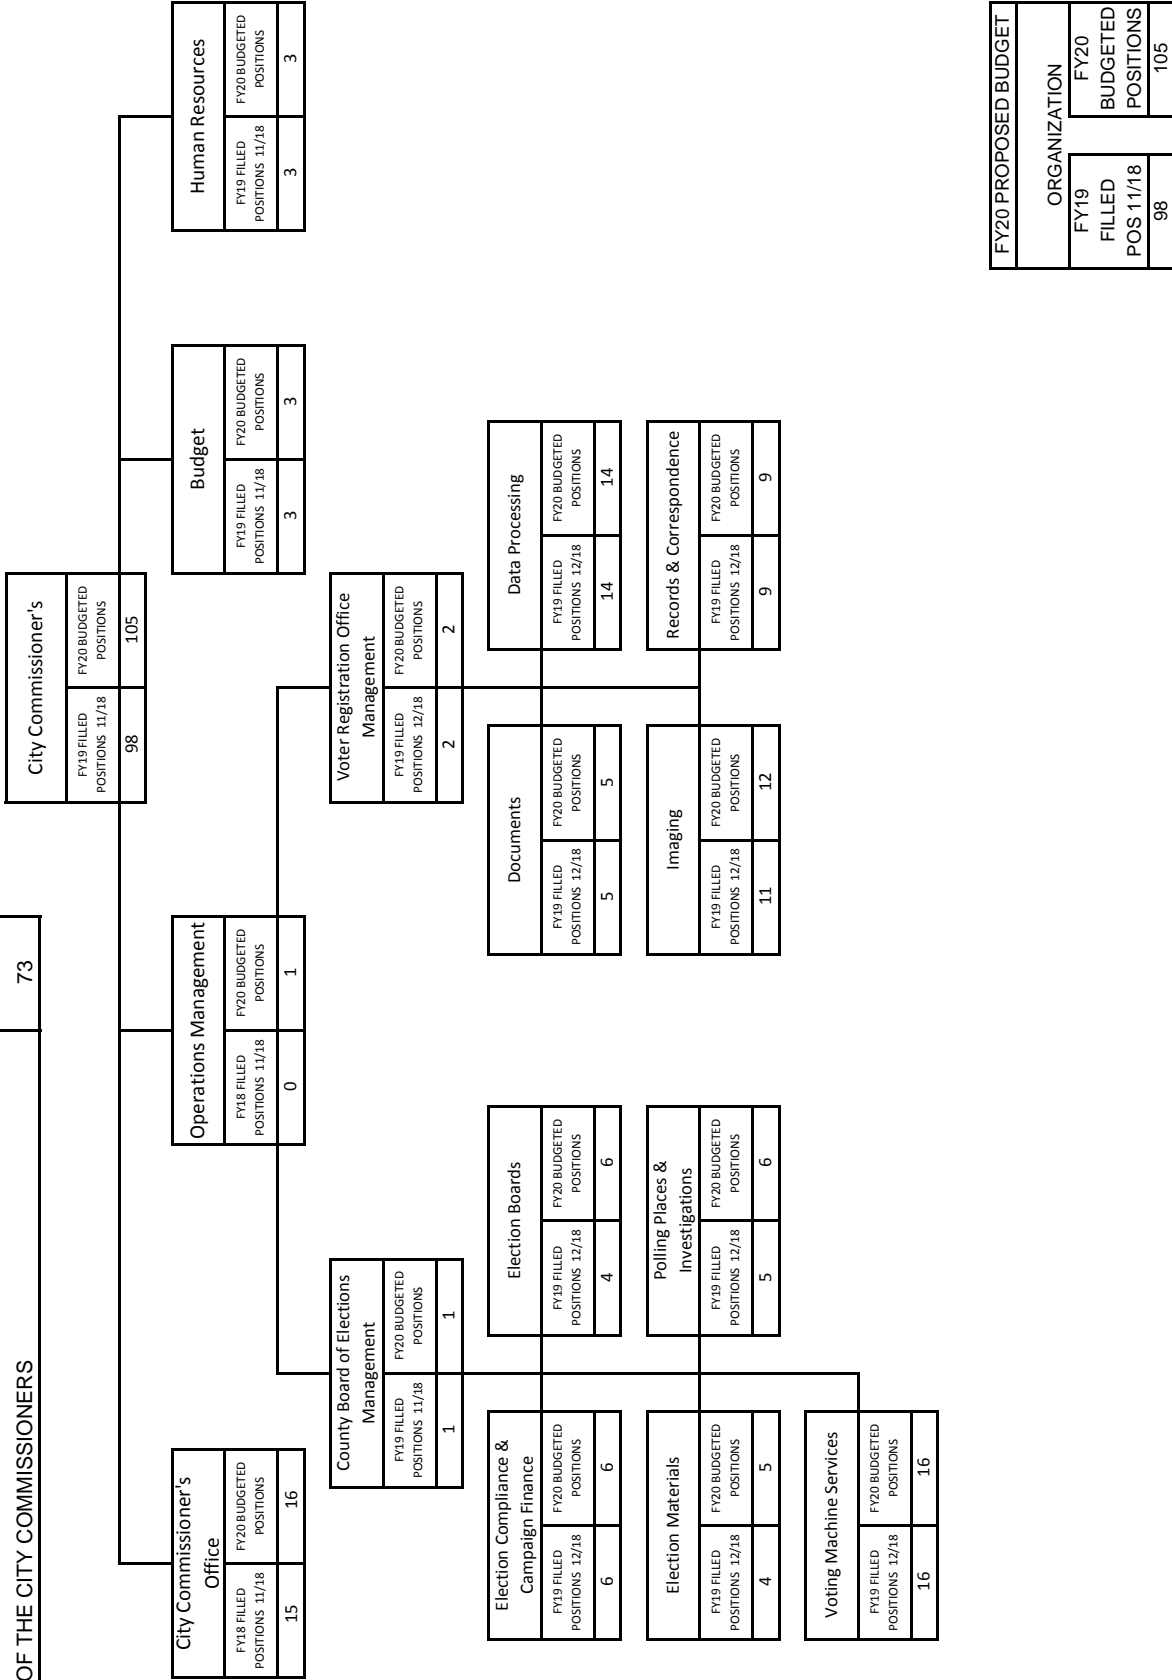 OF THE CITY COMMISSIONERS
73
City Commissioner's
FY19 FILLED
POSITIONS 11/18
FY20 BUDGETED
POSITIONS
98
105
City Commissioner's
Office
FY18 FILLED
POSITIONS 11/18
FY20 BUDGETED
POSITIONS
15
16
Operations Management
FY18 FILLED
POSITIONS 11/18
FY20 BUDGETED
POSITIONS
0
1
Budget
FY19 FILLED
POSITIONS 11/18
FY20 BUDGETED
POSITIONS
3
3
Human Resources
FY19 FILLED
POSITIONS 11/18
FY20 BUDGETED
POSITIONS
3
3
County Board of Elections
Management
FY19 FILLED
POSITIONS 11/18
FY20 BUDGETED
POSITIONS
1
1
Voter Registration Office
Management
FY19 FILLED
POSITIONS 12/18
FY20 BUDGETED
POSITIONS
2
2
Election Compliance &
Campaign Finance
FY19 FILLED
POSITIONS 12/18
FY20 BUDGETED
POSITIONS
6
6
Election Boards
FY19 FILLED
POSITIONS 12/18
FY20 BUDGETED
POSITIONS
4
6
Documents
FY19 FILLED
POSITIONS 12/18
FY20 BUDGETED
POSITIONS
5
5
Data Processing
FY19 FILLED
POSITIONS 12/18
FY20 BUDGETED
POSITIONS
14
14
Election Materials
FY19 FILLED
POSITIONS 12/18
FY20 BUDGETED
POSITIONS
4
5
Polling Places &
Investigations
FY19 FILLED
POSITIONS 12/18
FY20 BUDGETED
POSITIONS
5
6
Imaging
FY19 FILLED
POSITIONS 12/18
FY20 BUDGETED
POSITIONS
11
12
Records & Correspondence
FY19 FILLED
POSITIONS 12/18
FY20 BUDGETED
POSITIONS
9
9
Voting Machine Services
FY19 FILLED
POSITIONS 12/18
FY20 BUDGETED
POSITIONS
16
16
FY20 PROPOSED BUDGET
ORGANIZATION
FY19
FILLED
POS 11/18
FY20
BUDGETED
POSITIONS
98
105